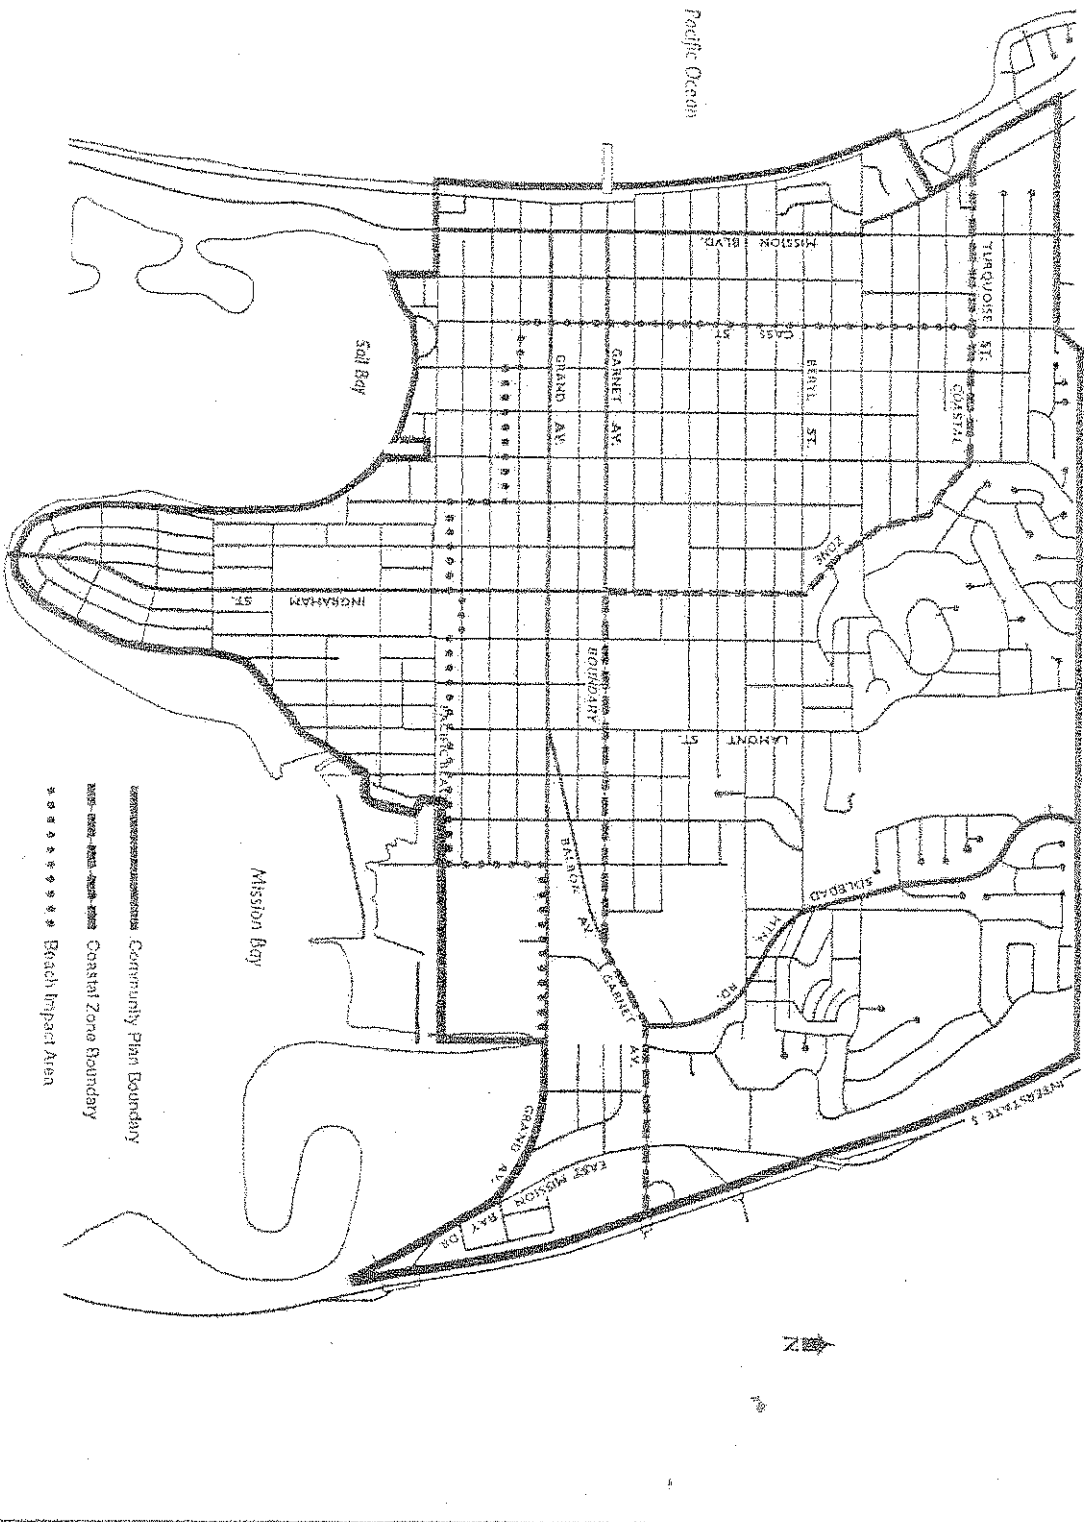 Pacific Ocean
TURQUOISE ST.
MISSION BLVD.
CASS ST
BERYL ST.
COASTAL
ZONE
BOUNDARY
GARNET AV.
GRAND AV.
Sail Bay
INGRAHAM ST.
LAMONT ST.
SOLEDAD
MTN.
RD.
BALBOA AV.
GARNET
AV.
INTERSTATE 5
GRAND AV.
EAST MISSION
BAY DR
Mission Bay
N
Community Plan Boundary
Coastal Zone Boundary
Beach Impact Area